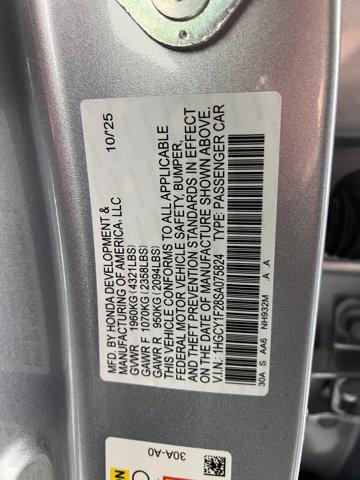 MFD. BY HONDA DEVELOPMENT &
MANUFACTURING OF AMERICA, LLC 10/25
GVWR 1960KG (4321LBS)
GAWR F 1070KG (2358LBS)
GAWR R 950KG (2094LBS)
THIS VEHICLE CONFORMS TO ALL APPLICABLE
FEDERAL MOTOR VEHICLE SAFETY, BUMPER,
AND THEFT PREVENTION STANDARDS IN EFFECT
ON THE DATE OF MANUFACTURE SHOWN ABOVE.
V.I.N: 1HGCY1F28SA075824 TYPE: PASSENGER CAR
30A S AA6 NH932M .A .A
30A-A0